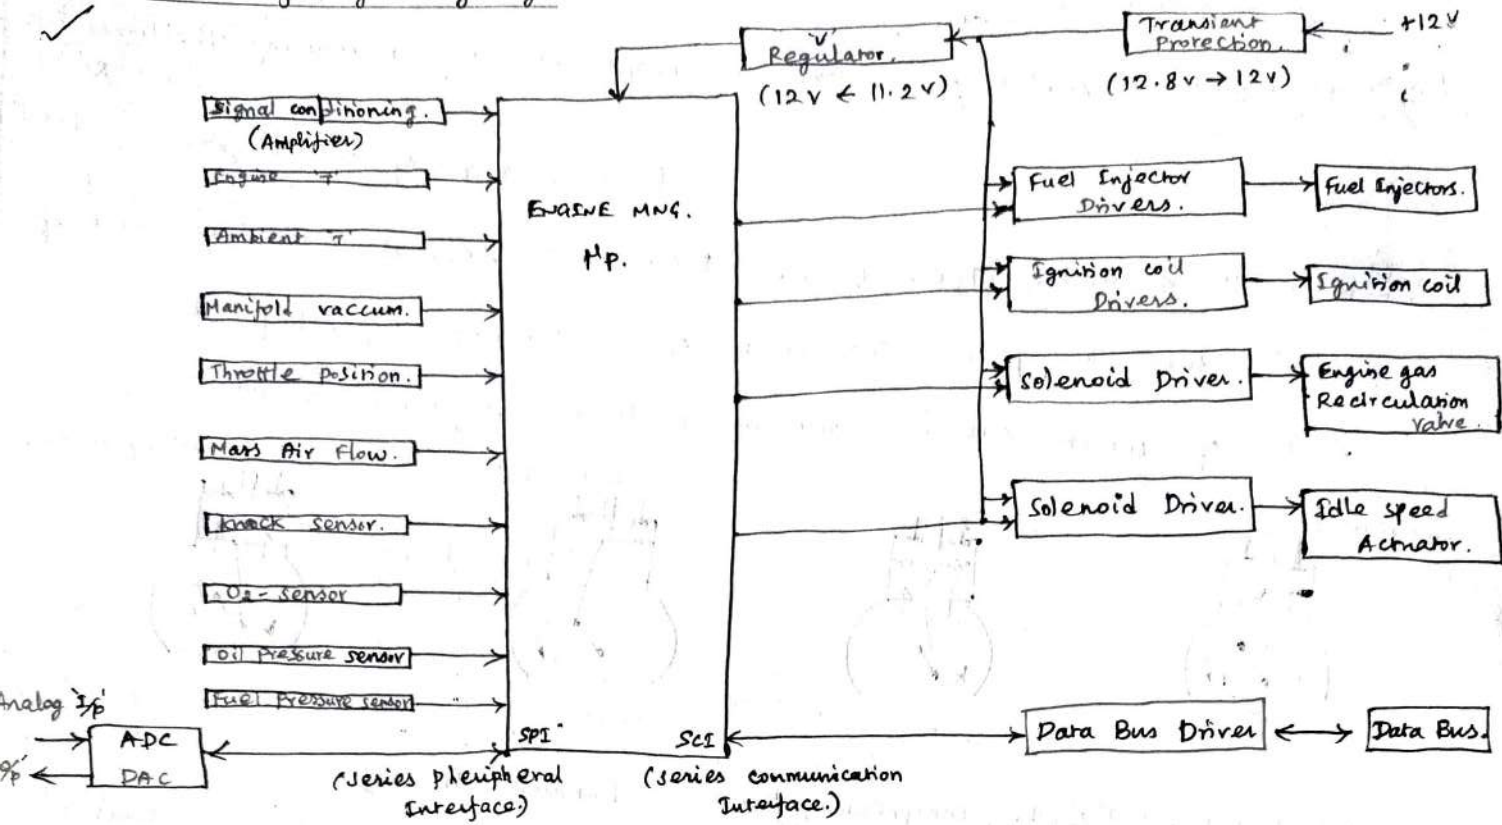 +12V
Transient
Protection.
(12.8v → 12v)
V
Regulator.
(12v ← 11.2v)
Signal conditioning.
(Amplifier)
Engine 'T'
Ambient 'T'
Manifold vaccum.
Throttle position.
Mass Air Flow.
Knock sensor.
O2- sensor
Oil Pressure sensor
Fuel Pressure sensor
ENGINE MNG.
μp.
Fuel Injector
Drivers.
Fuel Injectors.
Ignition coil
Drivers.
Ignition coil
Solenoid Driver.
Engine gas
Recirculation
Valve.
Solenoid Driver.
Idle speed
Actuator.
Analog 'I/p'
ADC
DAC
SPI
SCI
(series pheripheral
Interface.)
(series communication
Interface.)
Data Bus Driver
Data Bus.